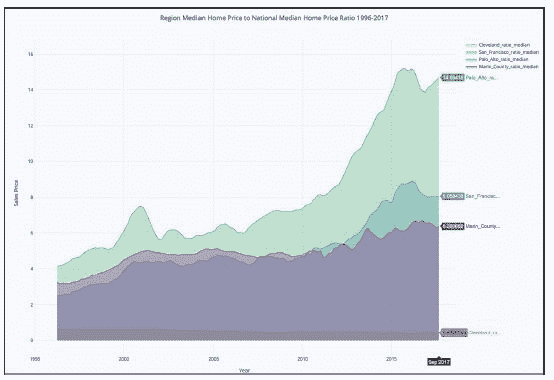 Region Median Home Price to National Median Home Price Ratio 1996-2017
Cleveland_ratio_median
San_Francisco_ratio_median
Palo_Alto_ratio_median
Marin_County_ratio_median
16
14
12
10
8
6
4
2
0
Sales Price
Palo_Alto_ra...
San_Francisc...
Marin_County...
1995
2000
2005
2010
2015
Sep 2017
Year